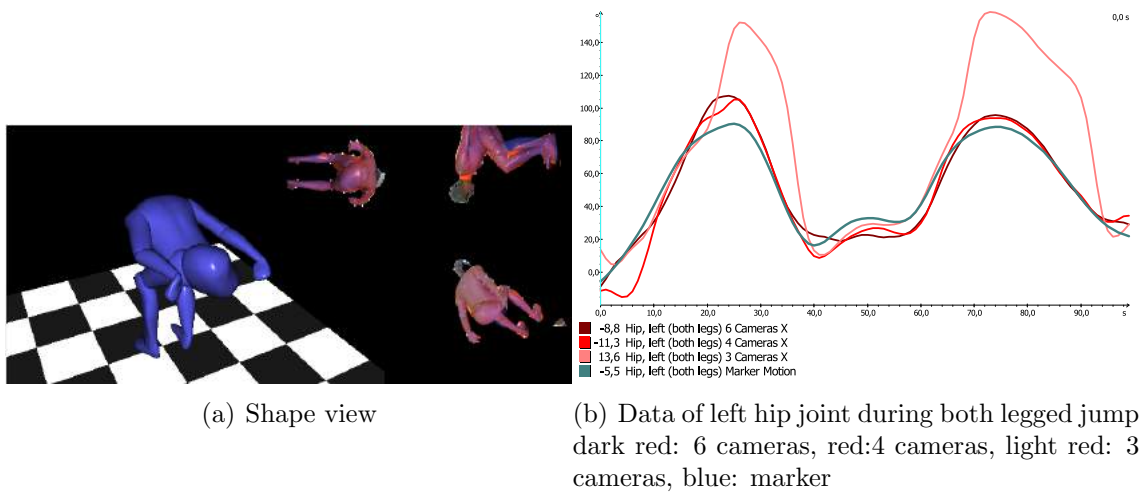 °
140,0
120,0
100,0
80,0
60,0
40,0
20,0
0,0
0,0 s
0,0 10,0 20,0 30,0 40,0 50,0 60,0 70,0 80,0 90,0 s
-8,8 Hip, left (both legs) 6 Cameras X
-11,3 Hip, left (both legs) 4 Cameras X
13,6 Hip, left (both legs) 3 Cameras X
-5,5 Hip, left (both legs) Marker Motion
(a) Shape view
(b) Data of left hip joint during both legged jump
dark red: 6 cameras, red:4 cameras, light red: 3
cameras, blue: marker